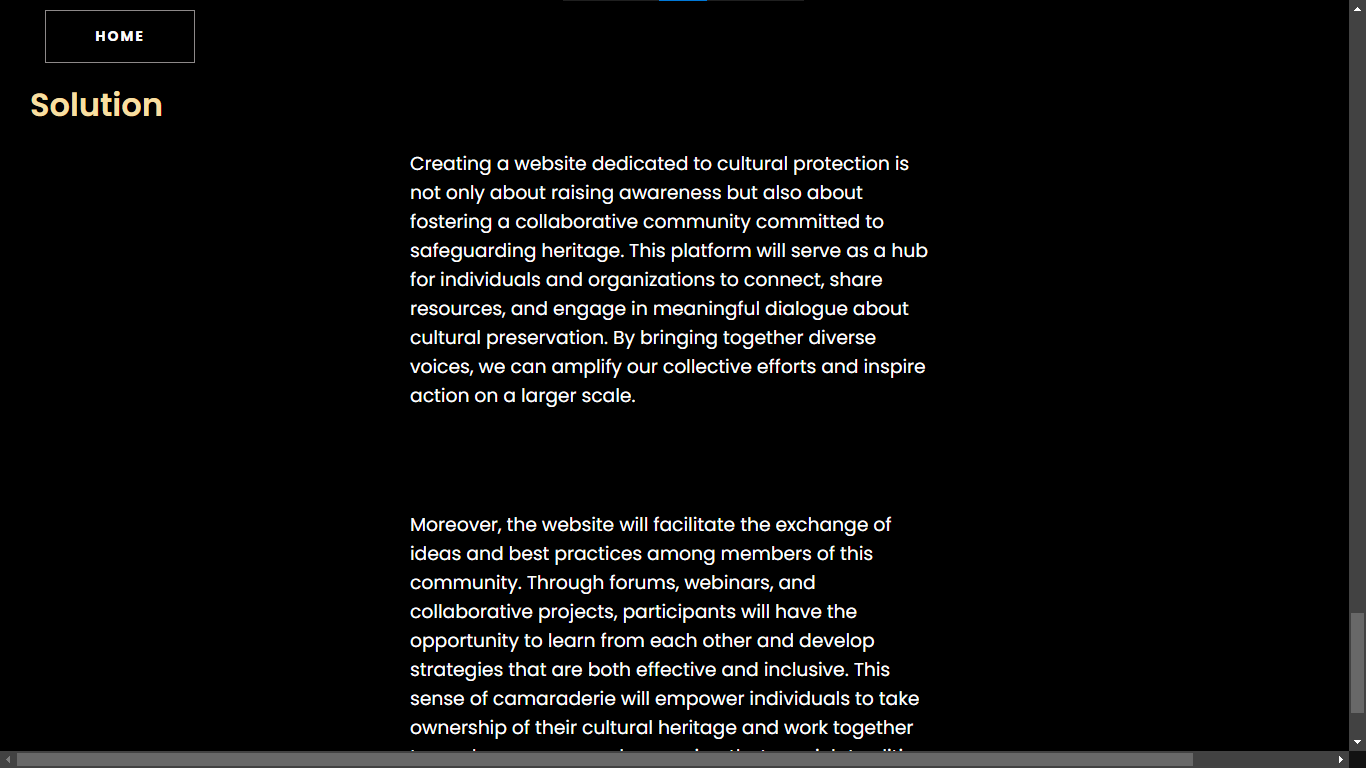 HOME
Solution
Creating a website dedicated to cultural protection is
not only about raising awareness but also about
fostering a collaborative community committed to
safeguarding heritage. This platform will serve as a hub
for individuals and organizations to connect, share
resources, and engage in meaningful dialogue about
cultural preservation. By bringing together diverse
voices, we can amplify our collective efforts and inspire
action on a larger scale.
Moreover, the website will facilitate the exchange of
ideas and best practices among members of this
community. Through forums, webinars, and
collaborative projects, participants will have the
opportunity to learn from each other and develop
strategies that are both effective and inclusive. This
sense of camaraderie will empower individuals to take
ownership of their cultural heritage and work together